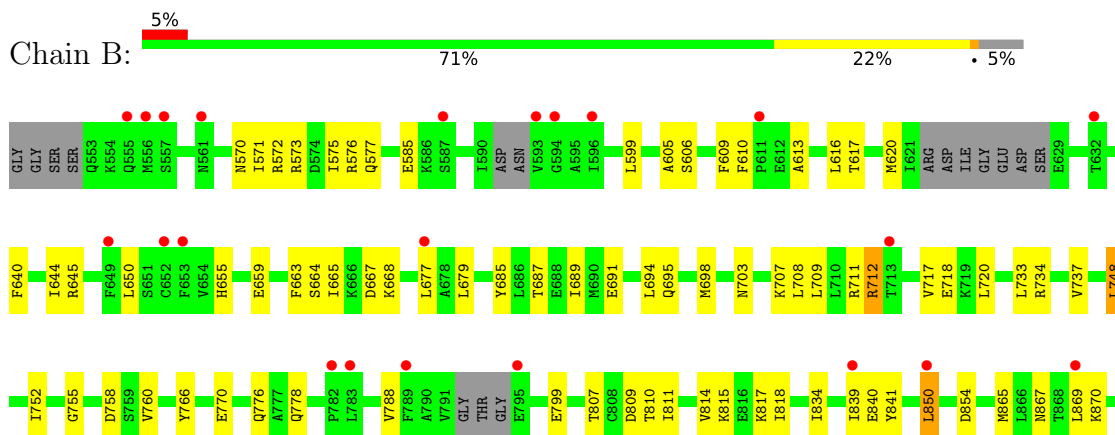 5%
Chain B:
71% 22% • 5%
GLY GLY SER SER Q553 K554 Q555 M556 S557 N561 N570 I571 R572 R573 D574 I575 R576 Q577 E585 K586 S587 I590 ASP ASN V593 G594 A595 I596 L599 A605 S606 F609 F610 P611 E612 A613 L616 T617 M620 I621 ARG ASP ILE GLY GLU ASP SER E629 T632
F640 I644 R645 F649 L650 S651 C652 F653 V654 H655 E659 F663 S664 I665 K666 D667 K668 L677 A678 L679 Y685 L686 T687 E688 I689 M690 E691 L694 Q695 M698 N703 K707 L708 L709 L710 R711 R712 T713 V717 E718 K719 L720 L733 R734 V737 L748
I752 G755 D758 S759 V760 Y766 E770 Q776 A777 Q778 P782 L783 V788 F789 A790 V791 GLY THR GLY E795 E799 T807 C808 D809 T810 I811 V814 K815 E816 K817 I818 I834 I839 E840 Y841 L850 D854 M865 L866 N867 T868 L869 K870